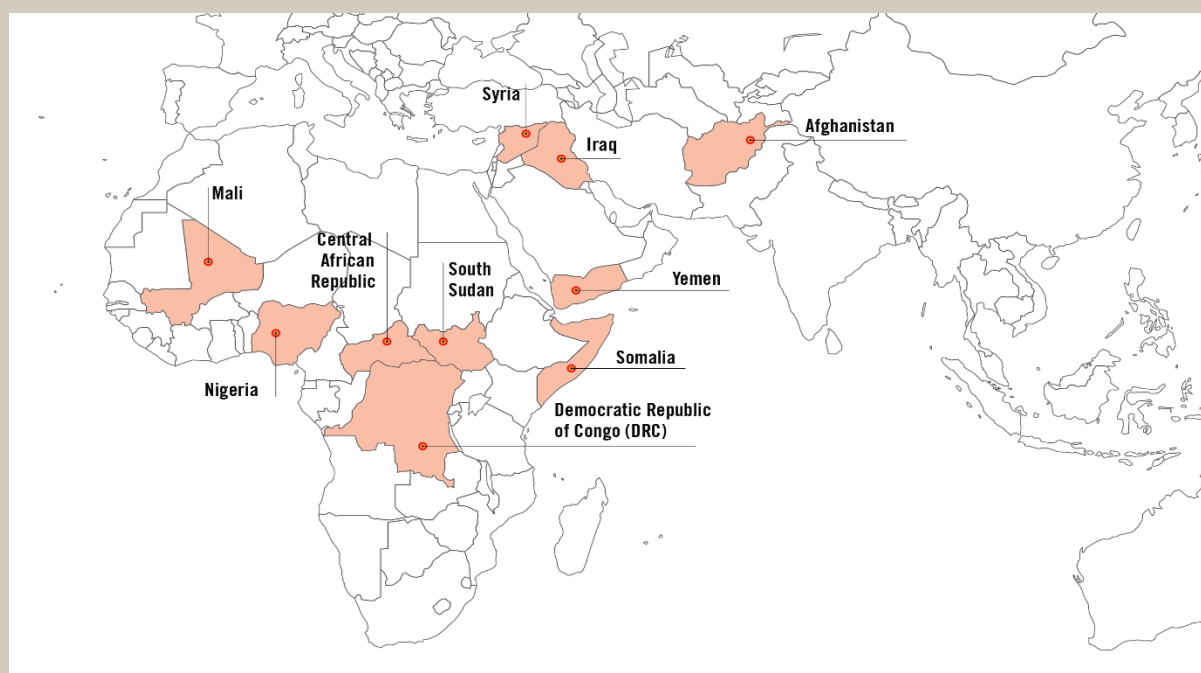 Syria
Afghanistan
Iraq
Mali
Central
African
Republic
South
Sudan
Yemen
Somalia
Nigeria
Democratic Republic
of Congo (DRC)